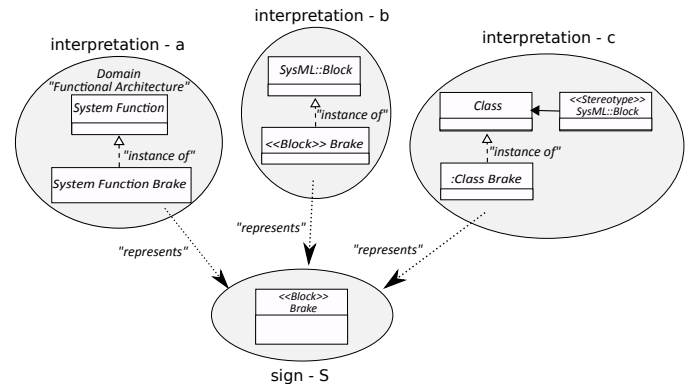 interpretation - a
Domain
"Functional Architecture"
System Function
"instance of"
System Function Brake
interpretation - b
SysML::Block
"instance of"
<<Block>> Brake
interpretation - c
Class
<<Stereotype>>
SysML::Block
"instance of"
:Class Brake
"represents"
"represents"
"represents"
<<Block>>
Brake
sign - S